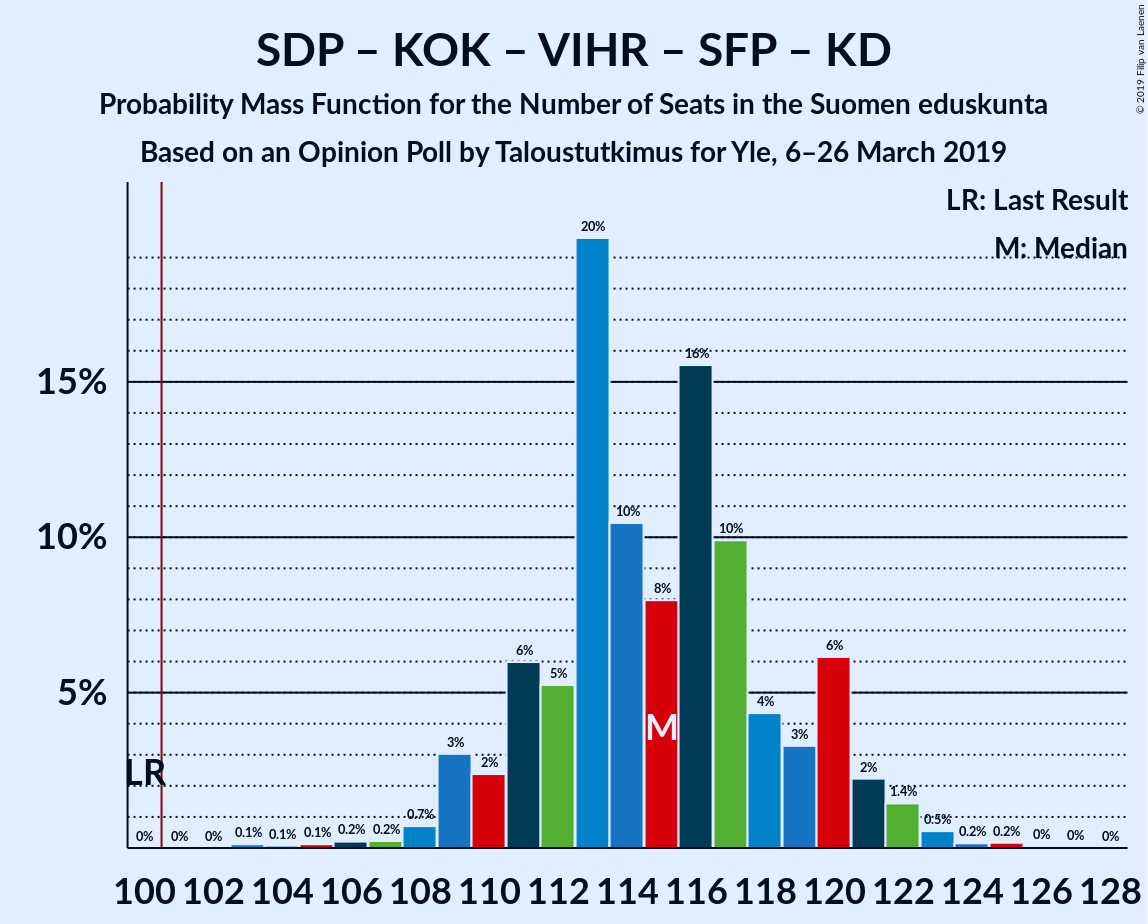 SDP – KOK – VIHR – SFP – KD
Probability Mass Function for the Number of Seats in the Suomen eduskunta
Based on an Opinion Poll by Taloustutkimus for Yle, 6–26 March 2019
© 2019 Filip van Laenen
LR: Last Result
M: Median
20%
16%
15%
10%
10%
10%
8%
6%
6%
5%
5%
4%
M
3%
3%
2%
2%
LR
1.4%
0.7%
0.5%
0% 0% 0% 0.1% 0.1% 0.1% 0.2% 0.2% 0.2% 0.2% 0% 0% 0%
100 102 104 106 108 110 112 114 116 118 120 122 124 126 128